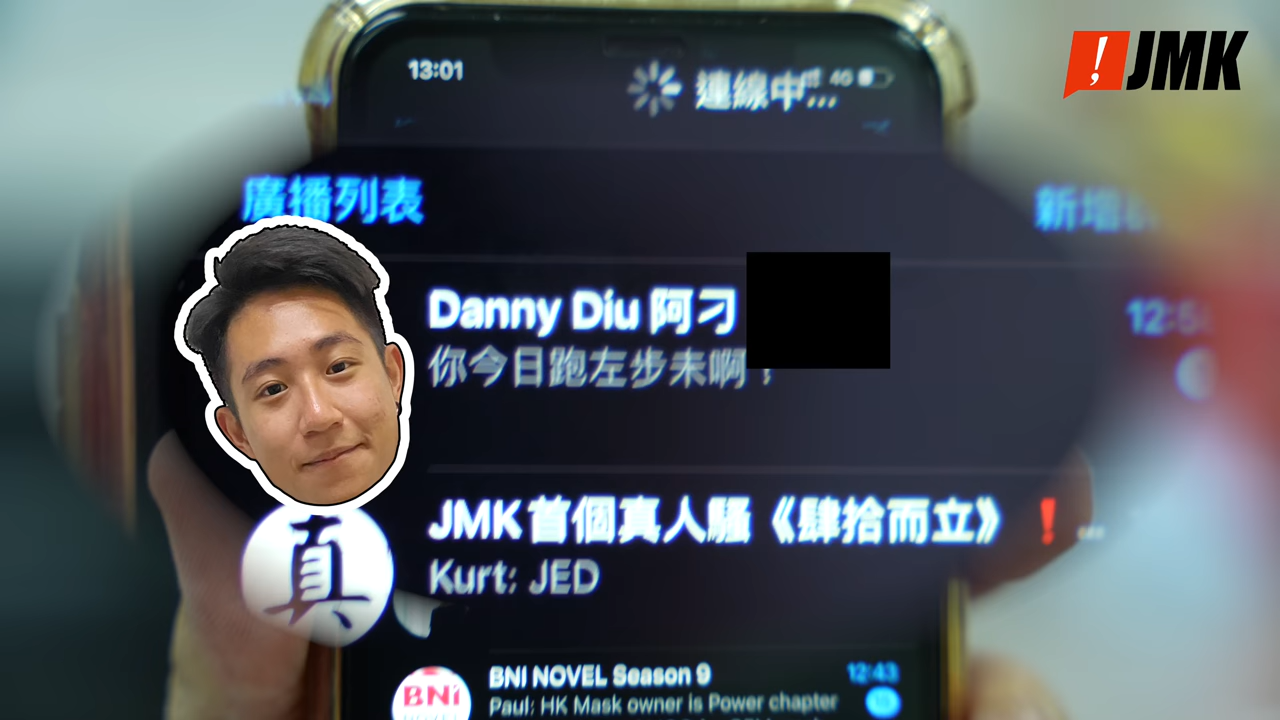 JMK
13:01
連線中...
4G
廣播列表
新增
Danny Diu 阿刁
你今日跑左步未啊?
JMK首個真人騷《肆拾而立》❗...
Kurt: JED
真
BNI NOVEL Season 9
12:43
BNI
Paul: HK Mask owner is Power chapter